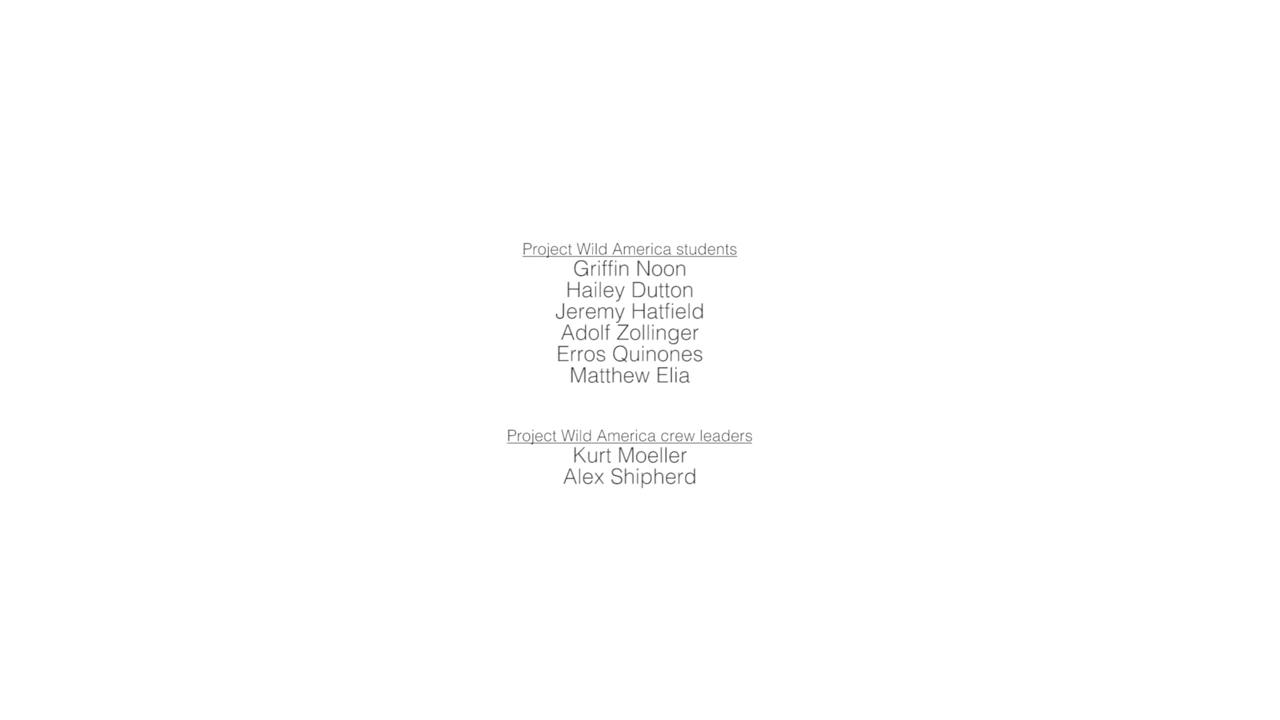 Project Wild America students
Griffin Noon
Hailey Dutton
Jeremy Hatfield
Adolf Zollinger
Erros Quinones
Matthew Elia
Project Wild America crew leaders
Kurt Moeller
Alex Shipherd